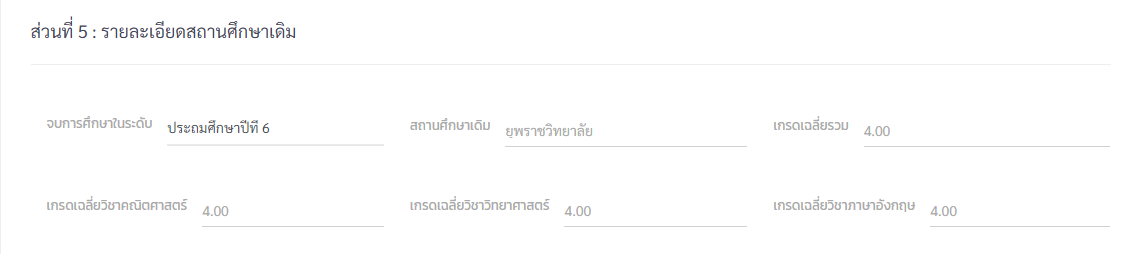 ส่วนที่ 5 : รายละเอียดสถานศึกษาเดิม
จบการศึกษาในระดับ ประถมศึกษาปีที่ 6 สถานศึกษาเดิม ยุพราชวิทยาลัย เกรดเฉลี่ยรวม 4.00
เกรดเฉลี่ยวิชาคณิตศาสตร์ 4.00 เกรดเฉลี่ยวิชาวิทยาศาสตร์ 4.00 เกรดเฉลี่ยวิชาภาษาอังกฤษ 4.00